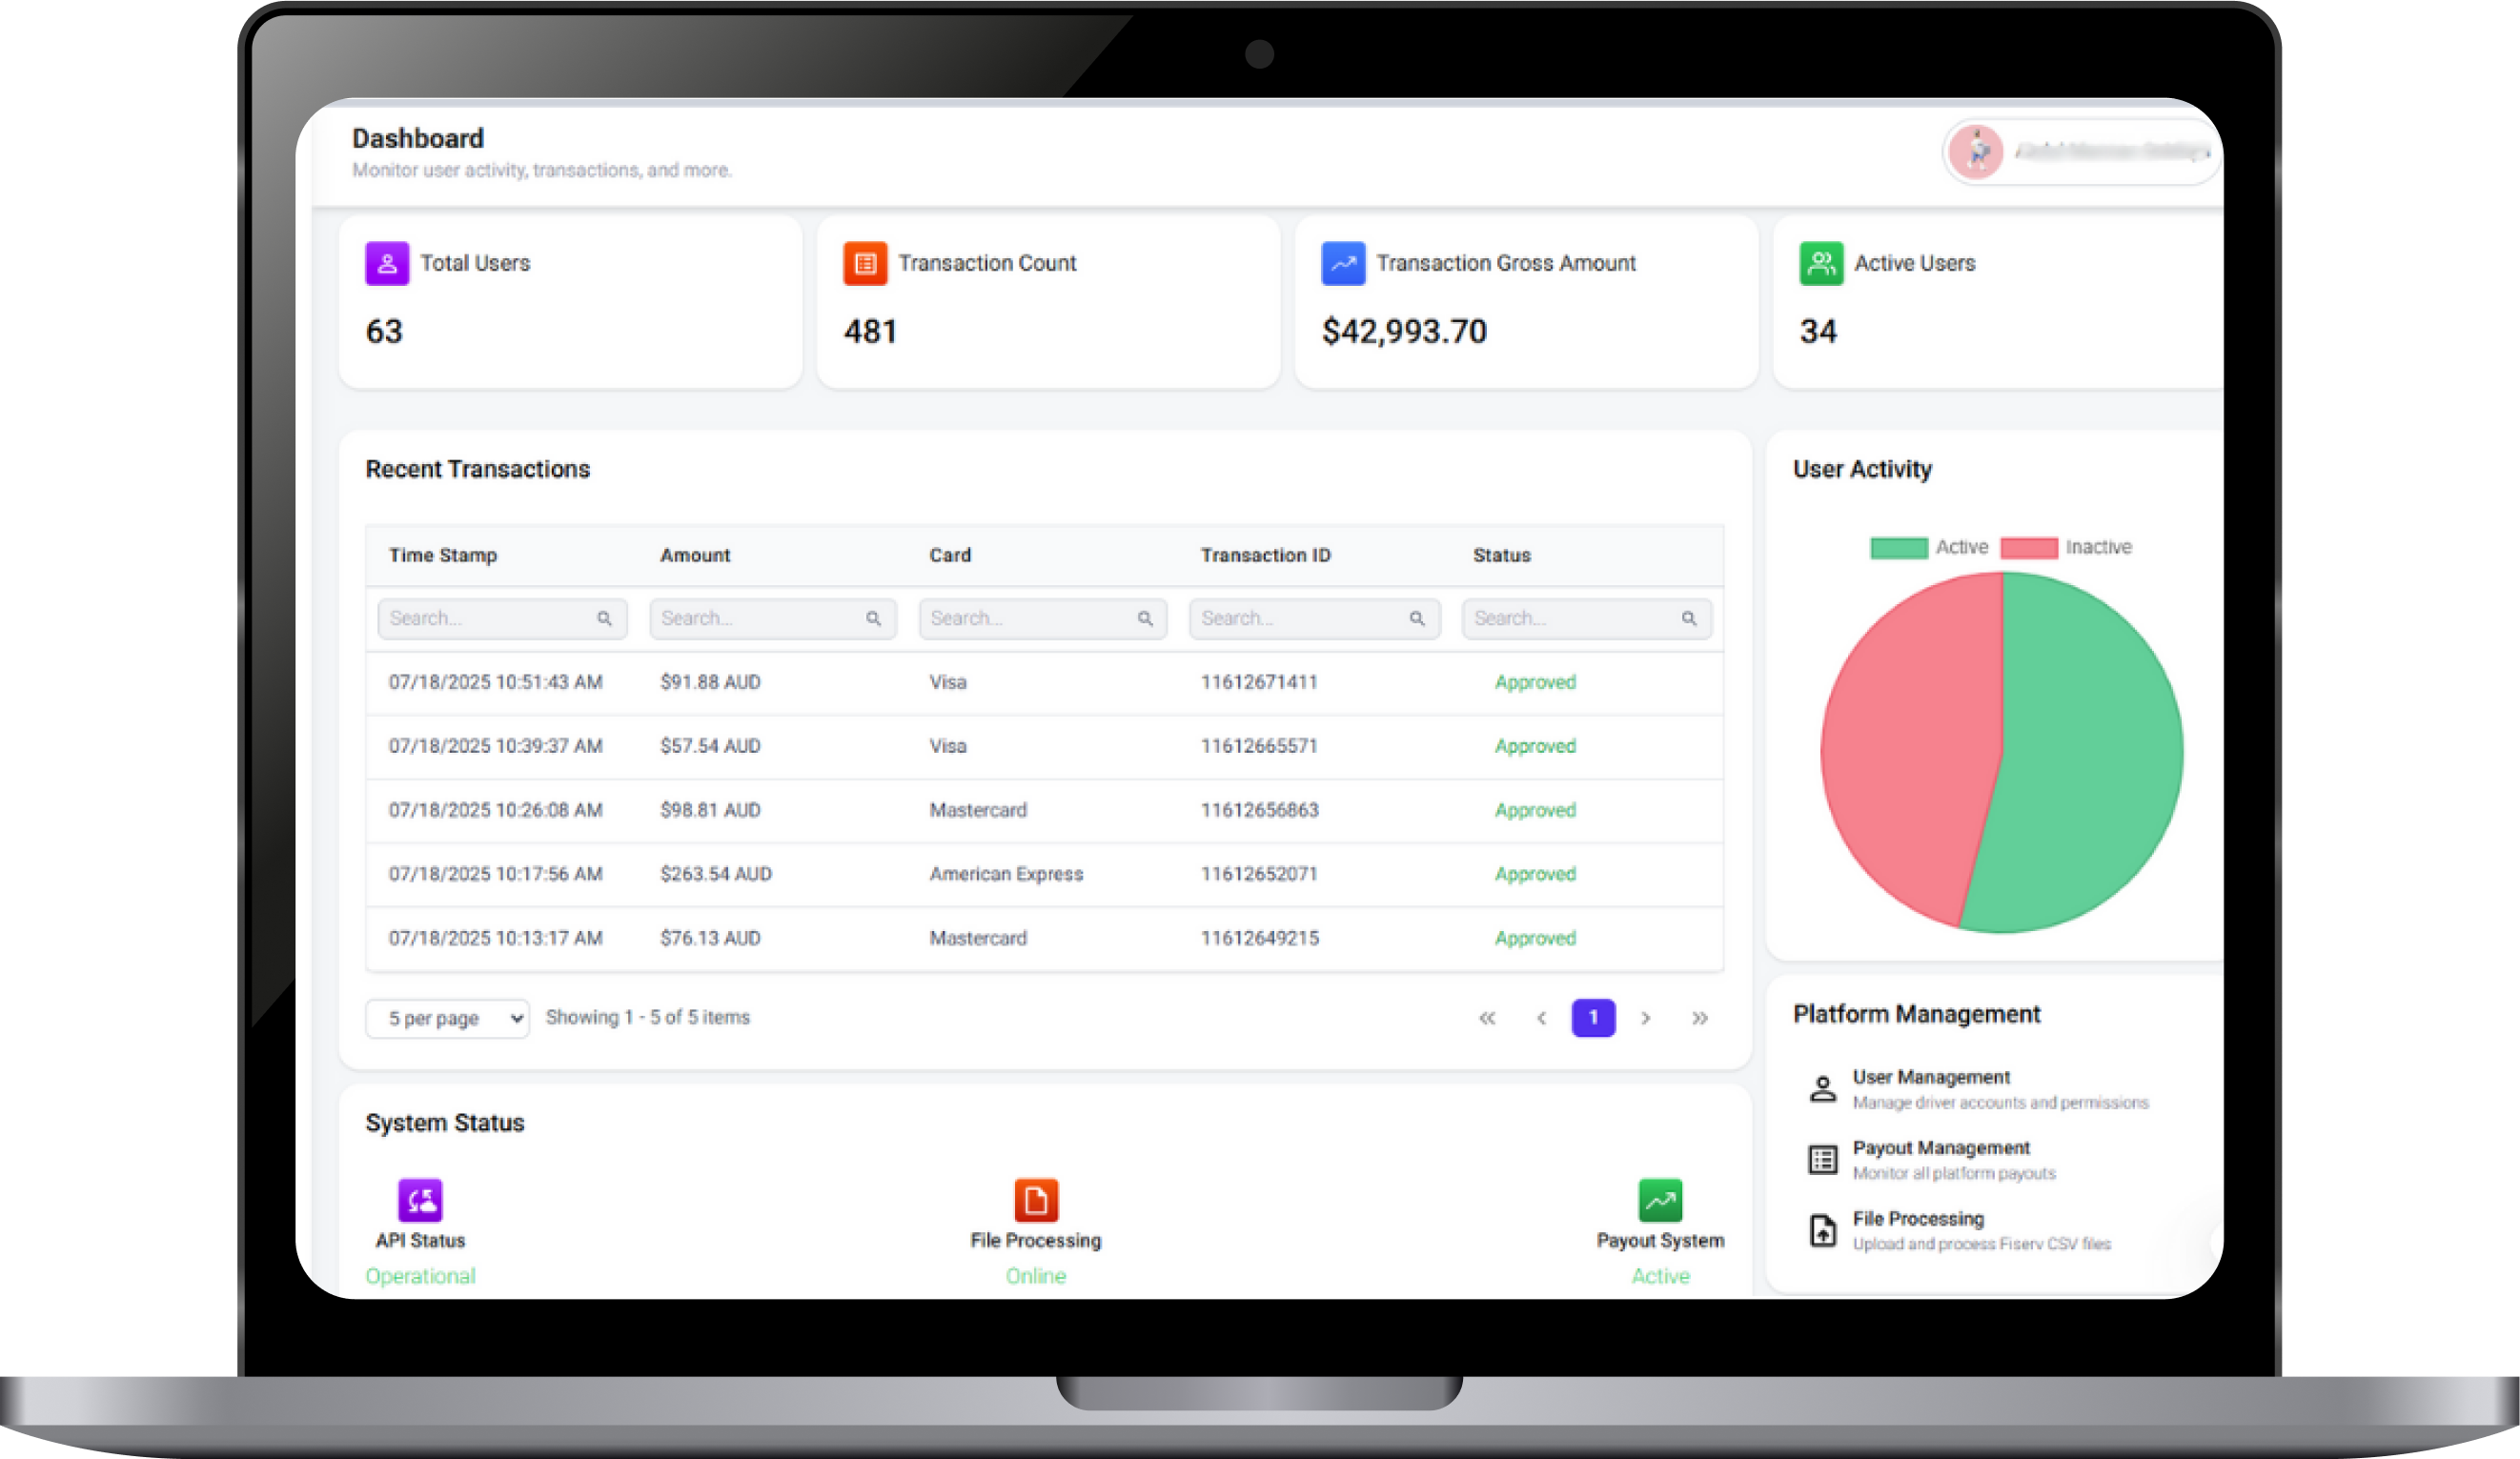 Dashboard
Monitor user activity, transactions, and more.
Total Users
63
Transaction Count
481
Transaction Gross Amount
$42,993.70
Active Users
34
Recent Transactions
Time Stamp Amount Card Transaction ID Status
Search... Search... Search... Search... Search...
07/18/2025 10:51:43 AM $91.88 AUD Visa 11612671411 Approved
07/18/2025 10:39:37 AM $57.54 AUD Visa 11612665571 Approved
07/18/2025 10:26:08 AM $98.81 AUD Mastercard 11612656863 Approved
07/18/2025 10:17:56 AM $263.54 AUD American Express 11612652071 Approved
07/18/2025 10:13:17 AM $76.13 AUD Mastercard 11612649215 Approved
5 per page Showing 1 - 5 of 5 items « ‹ 1 › »
User Activity
Active Inactive
System Status
API Status
Operational
File Processing
Online
Payout System
Active
Platform Management
User Management
Manage driver accounts and permissions
Payout Management
Monitor all platform payouts
File Processing
Upload and process Fiserv CSV files